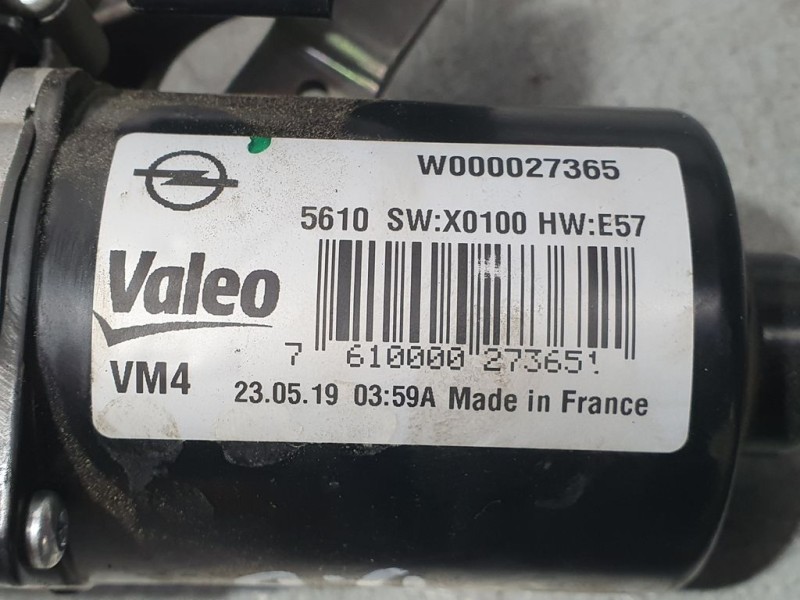 W000027365
5610 SW:X0100 HW:E57
Valeo
7 610000 273651
VM4
23.05.19 03:59A Made in France